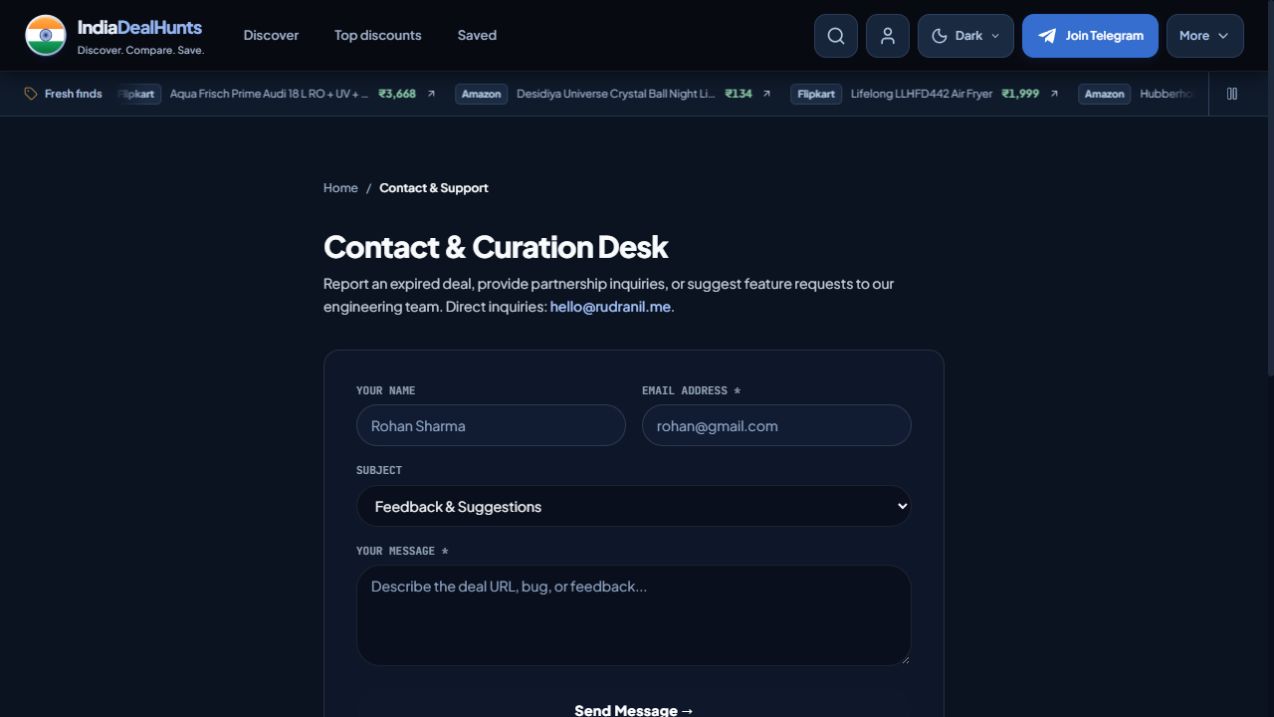 IndiaDealHunts
Discover. Compare. Save.
Discover
Top discounts
Saved
Dark
Join Telegram
More
Fresh finds
Flipkart Aqua Frisch Prime Audi 18 L RO + UV + ... ₹3,668 ↗
Amazon Desidiya Universe Crystal Ball Night Li... ₹134 ↗
Flipkart Lifelong LLHFD442 Air Fryer ₹1,999 ↗
Amazon
Home / Contact & Support
Contact & Curation Desk
Report an expired deal, provide partnership inquiries, or suggest feature requests to our
engineering team. Direct inquiries: hello@rudranil.me.
YOUR NAME
EMAIL ADDRESS *
Rohan Sharma
rohan@gmail.com
SUBJECT
Feedback & Suggestions
YOUR MESSAGE *
Describe the deal URL, bug, or feedback...
Send Message →